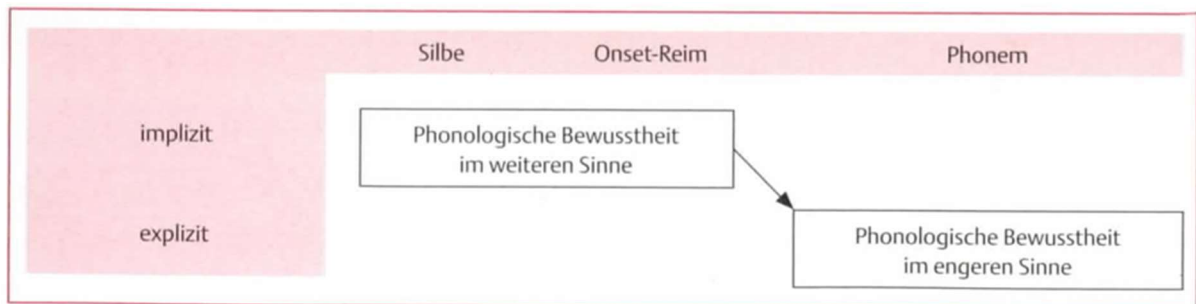 Silbe Onset-Reim Phonem
implizit
Phonologische Bewusstheit
im weiteren Sinne
explizit
Phonologische Bewusstheit
im engeren Sinne